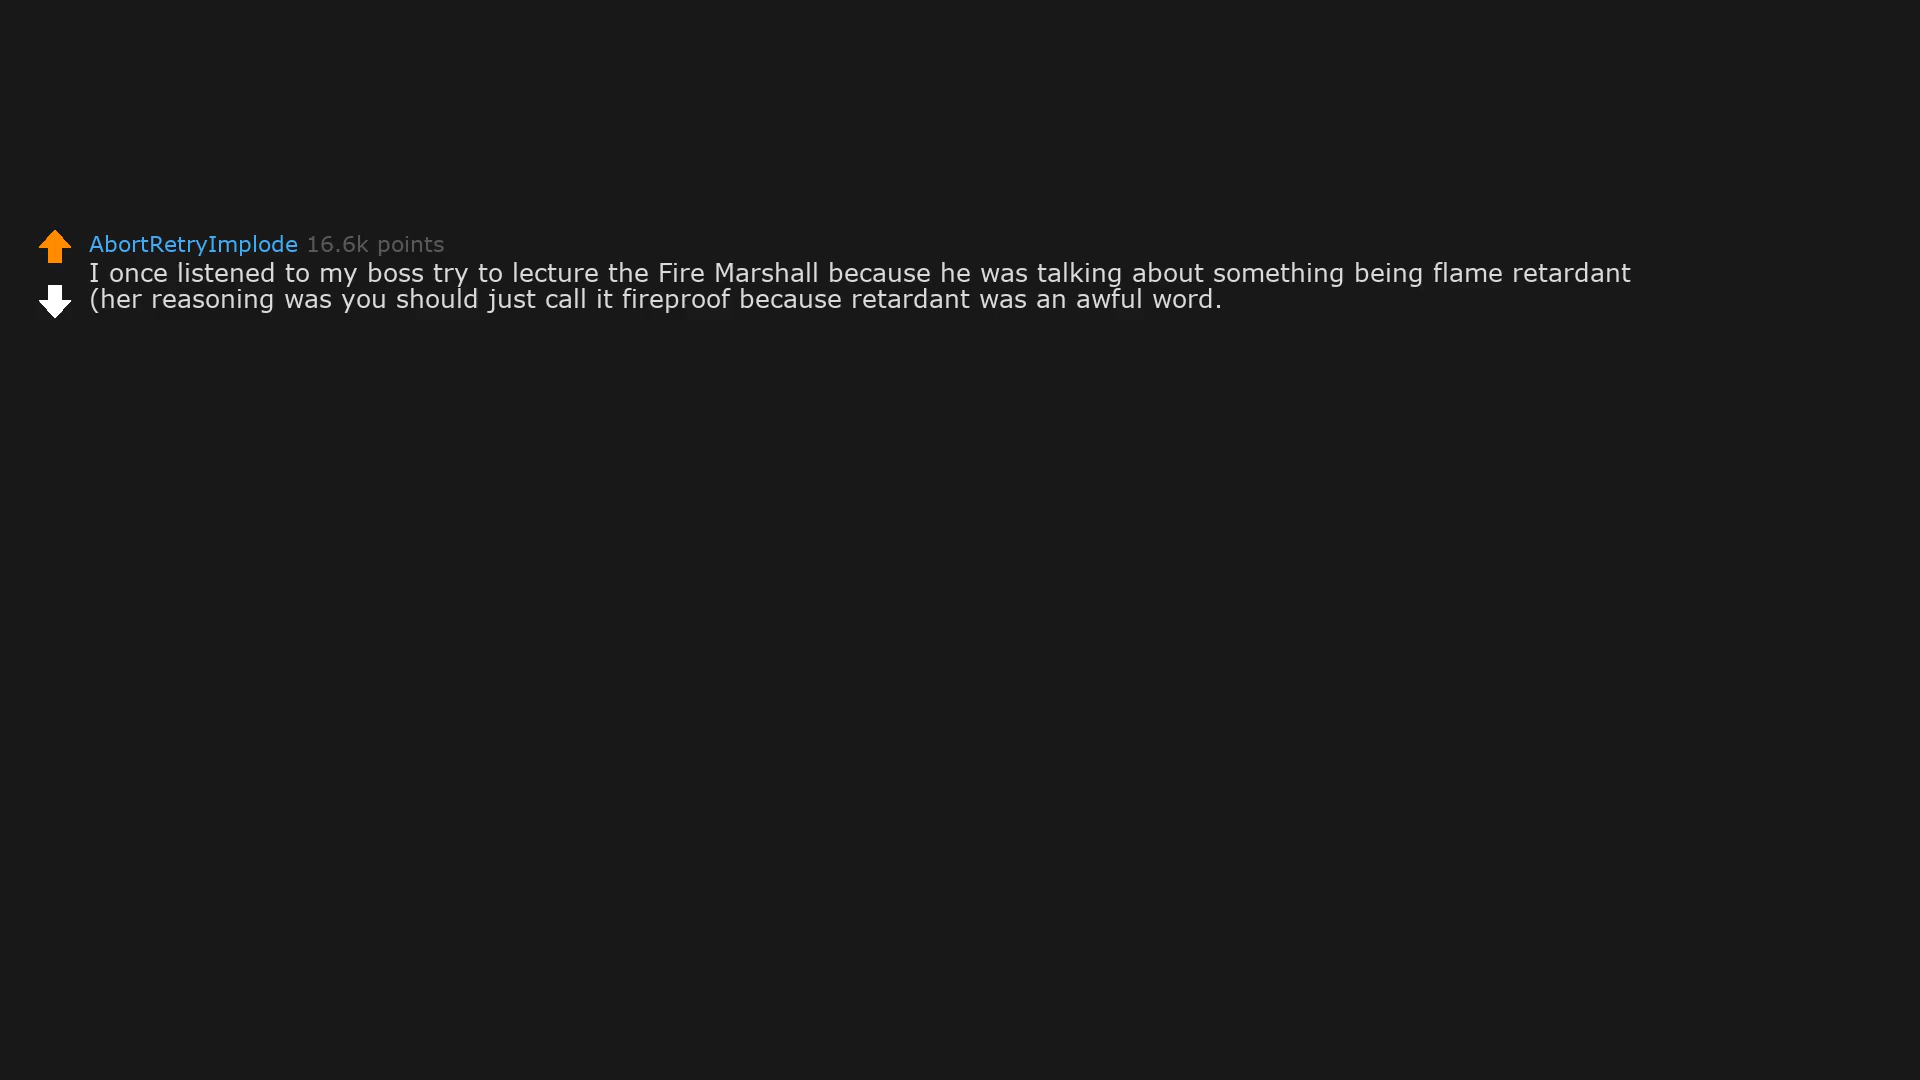 AbortRetryImplode 16.6k points
I once listened to my boss try to lecture the Fire Marshall because he was talking about something being flame retardant
(her reasoning was you should just call it fireproof because retardant was an awful word.